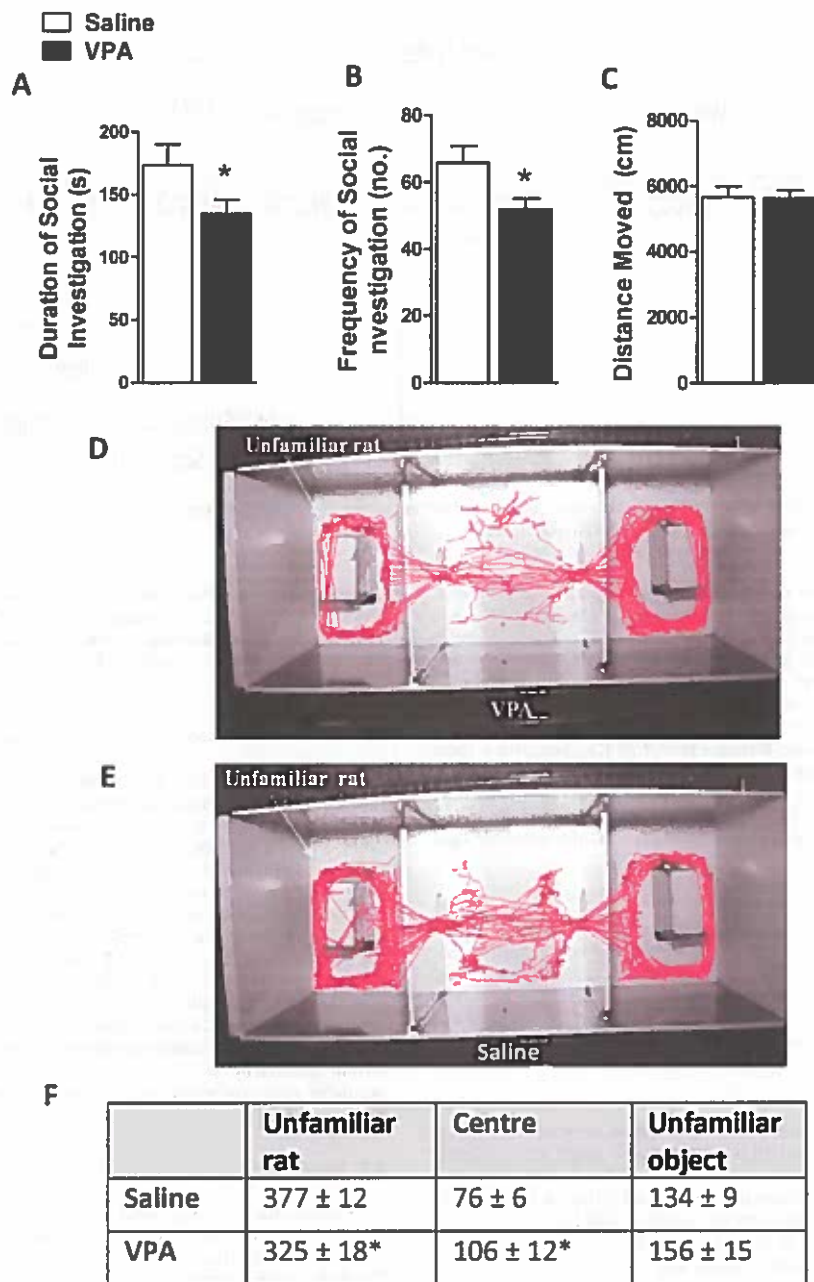 Saline
VPA
A
B
C
Duration of Social
Investigation (s)
200
150
100
50
0
*
Frequency of Social
nvestigation (no.)
80
60
40
20
0
*
Distance Moved (cm)
8000
6000
4000
2000
0
D
Unfamiliar rat
VPA
E
Unfamiliar rat
Saline
F
Unfamiliar rat Centre Unfamiliar object
Saline 377 ± 12 76 ± 6 134 ± 9
VPA 325 ± 18* 106 ± 12* 156 ± 15